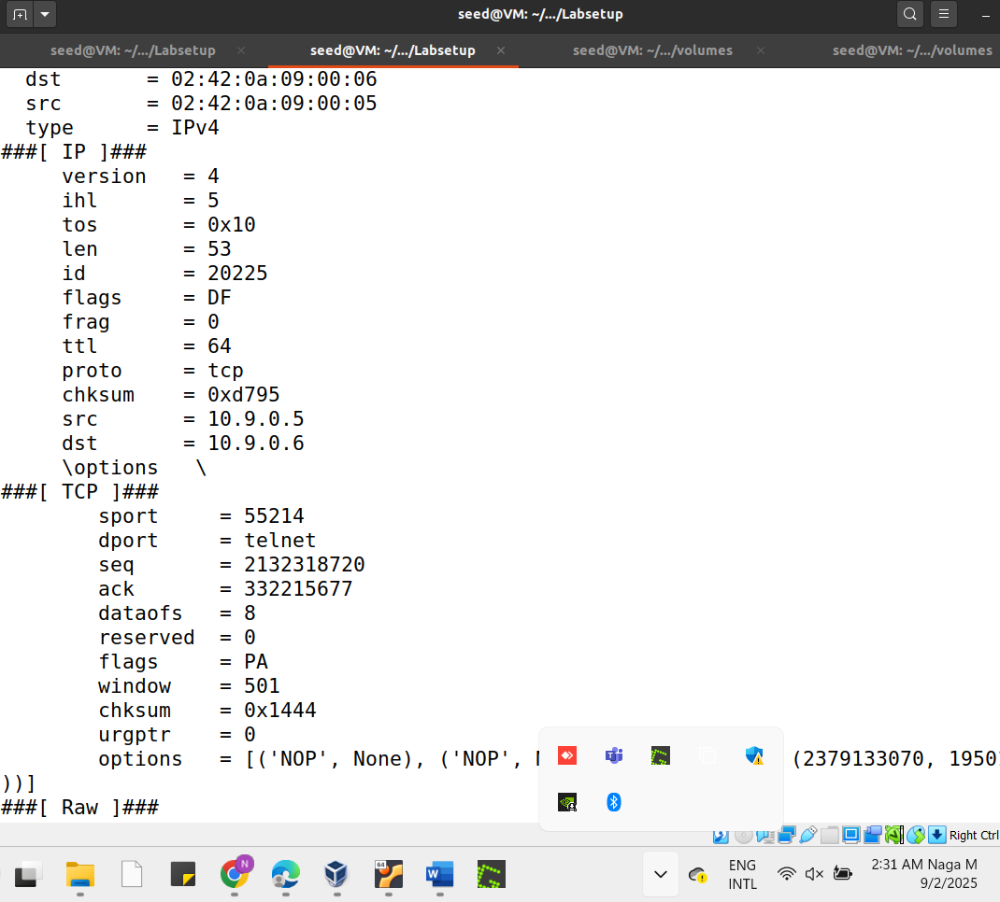 seed@VM: ~/.../Labsetup
seed@VM: ~/.../Labsetup × seed@VM: ~/.../Labsetup × seed@VM: ~/.../volumes × seed@VM: ~/.../volumes
dst = 02:42:0a:09:00:06
src = 02:42:0a:09:00:05
type = IPv4
###[ IP ]###
version = 4
ihl = 5
tos = 0x10
len = 53
id = 20225
flags = DF
frag = 0
ttl = 64
proto = tcp
chksum = 0xd795
src = 10.9.0.5
dst = 10.9.0.6
\options \
###[ TCP ]###
sport = 55214
dport = telnet
seq = 2132318720
ack = 332215677
dataofs = 8
reserved = 0
flags = PA
window = 501
chksum = 0x1444
urgptr = 0
options = [('NOP', None), ('NOP', (2379133070, 1950
))]
###[ Raw ]###
Right Ctrl
N
64
W
ENG
INTL
2:31 AM Naga M
9/2/2025